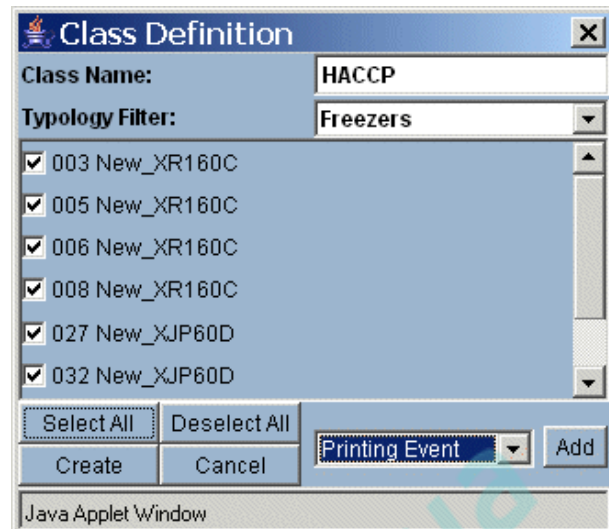 Class Definition
Class Name: HACCP
Typology Filter: Freezers
003 New_XR160C
005 New_XR160C
006 New_XR160C
008 New_XR160C
027 New_XJP60D
032 New_XJP60D
Select All Deselect All
Printing Event Add
Create Cancel
Java Applet Window